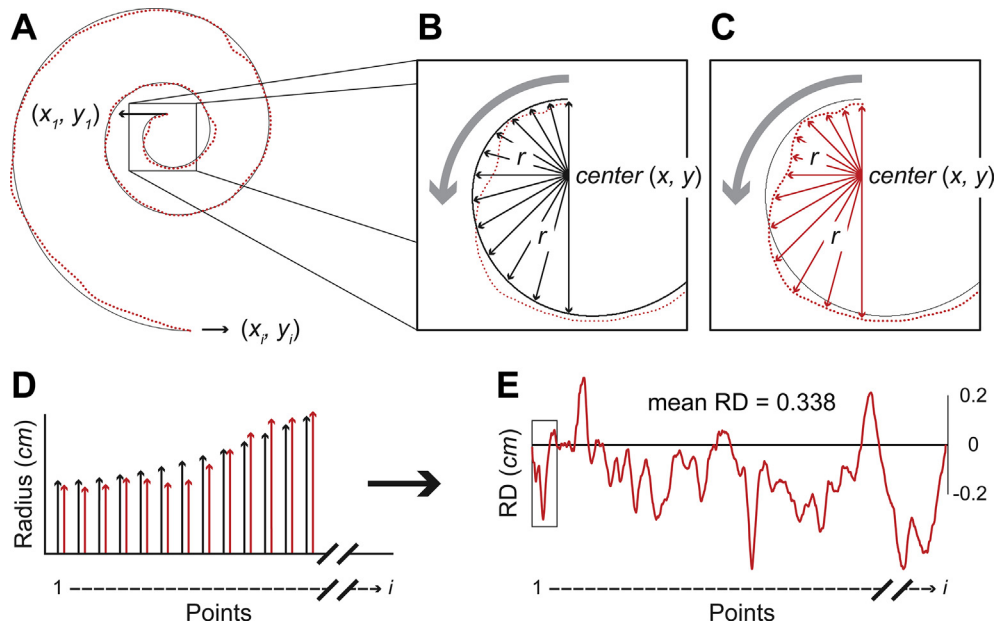 A
(x1, y1)
(xi, yi)
B
r
center (x, y)
r
C
r
center (x, y)
r
D
Radius (cm)
1
i
Points
E
mean RD = 0.338
0.2
0
-0.2
RD (cm)
1
i
Points